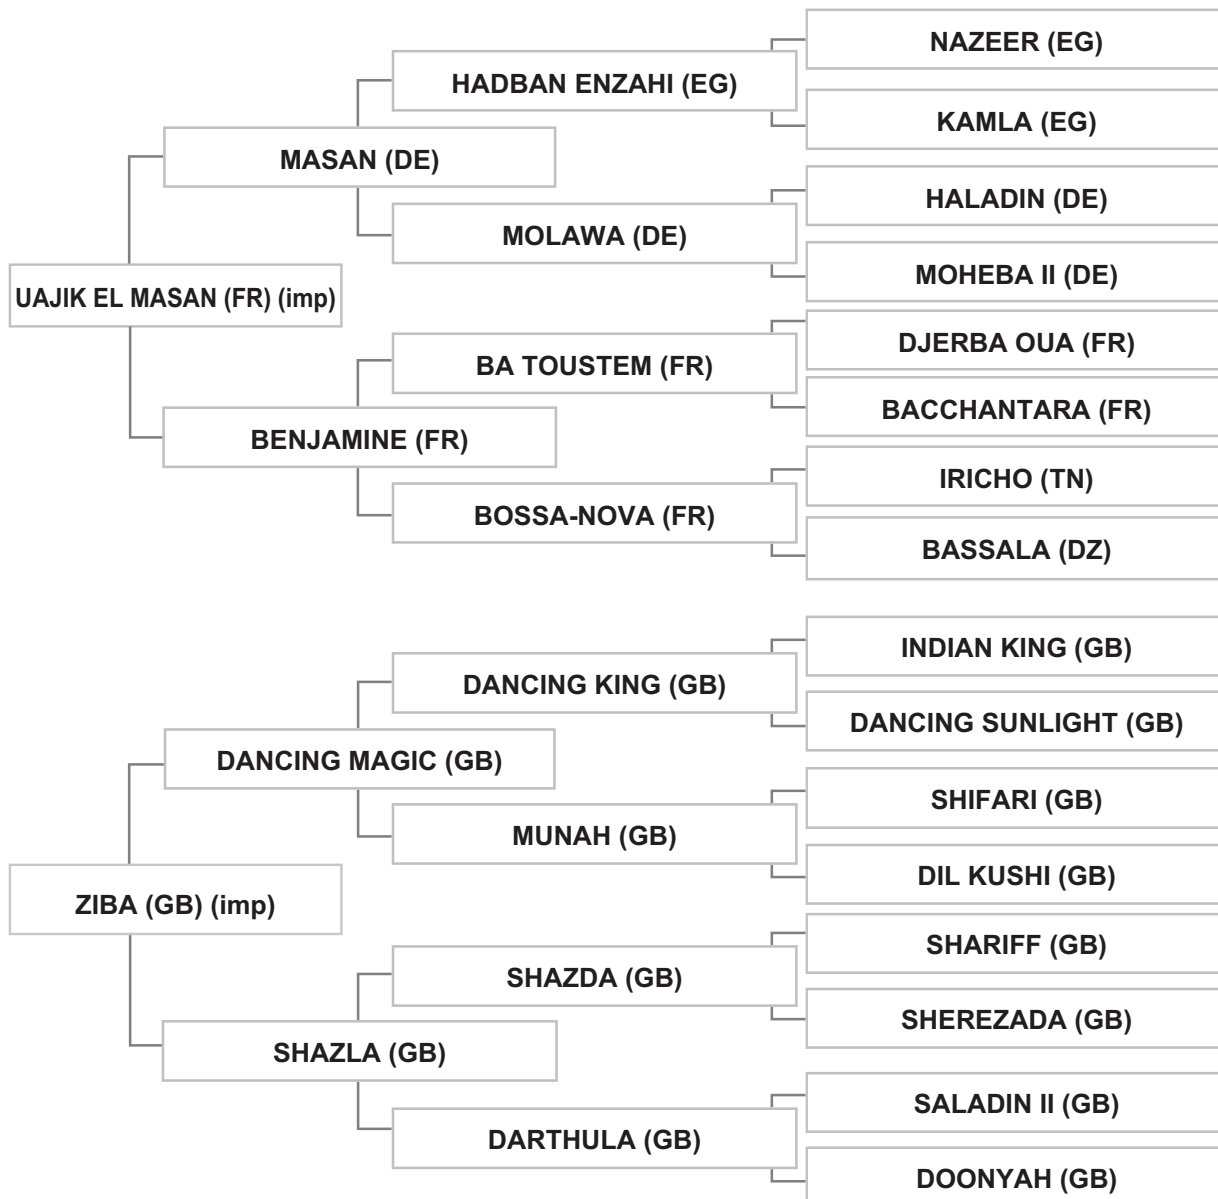 NAZEER (EG)
HADBAN ENZAHI (EG)
KAMLA (EG)
MASAN (DE)
HALADIN (DE)
MOLAWA (DE)
MOHEBA II (DE)
UAJIK EL MASAN (FR) (imp)
DJERBA OUA (FR)
BA TOUSTEM (FR)
BACCHANTARA (FR)
BENJAMINE (FR)
IRICHO (TN)
BOSSA-NOVA (FR)
BASSALA (DZ)
INDIAN KING (GB)
DANCING KING (GB)
DANCING SUNLIGHT (GB)
DANCING MAGIC (GB)
SHIFARI (GB)
MUNAH (GB)
DIL KUSHI (GB)
ZIBA (GB) (imp)
SHARIFF (GB)
SHAZDA (GB)
SHEREZADA (GB)
SHAZLA (GB)
SALADIN II (GB)
DARTHULA (GB)
DOONYAH (GB)